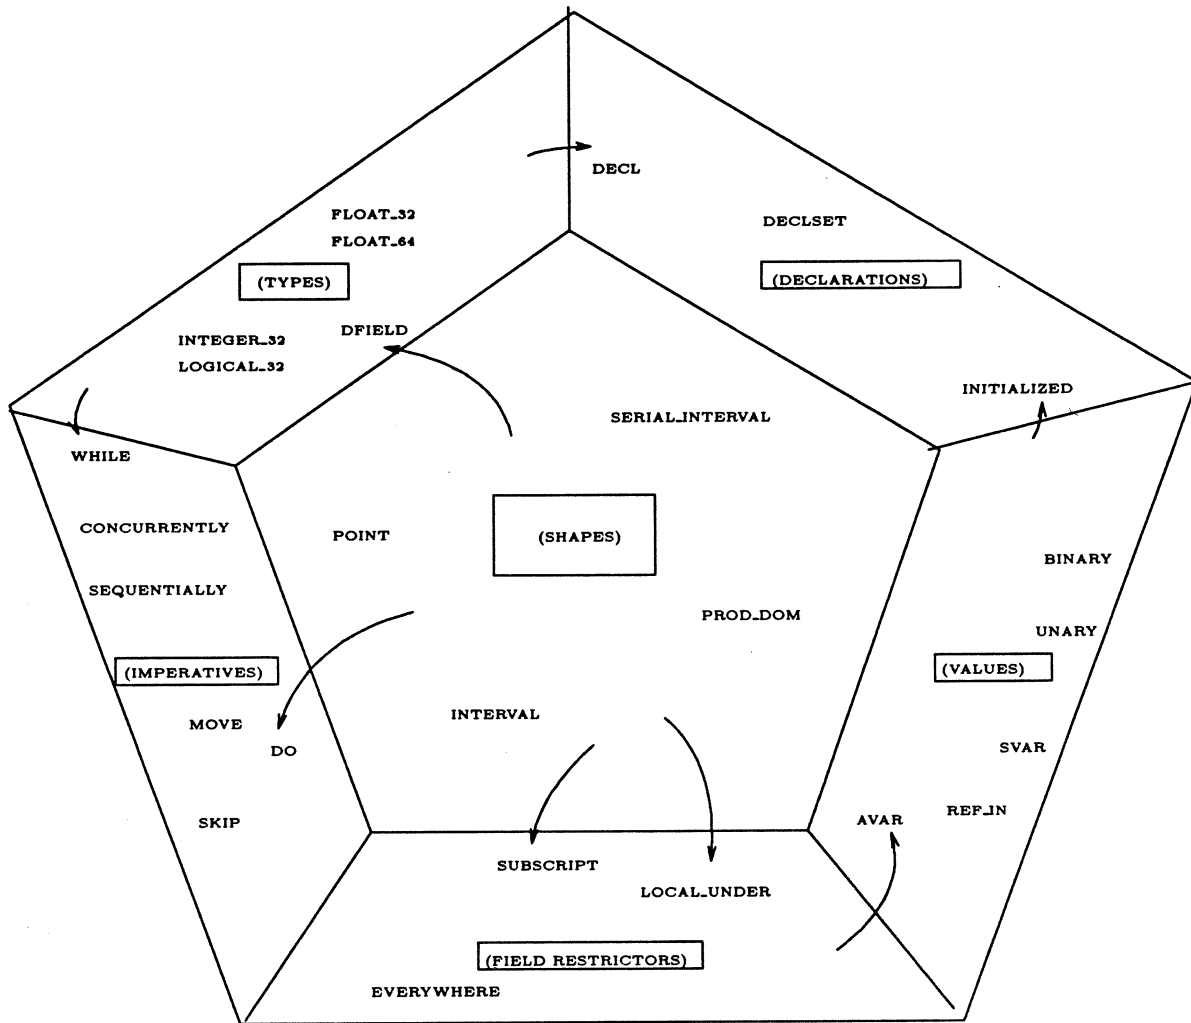 DECL
FLOAT_32
DECLSET
FLOAT_64
(TYPES)
(DECLARATIONS)
DFIELD
INTEGER_32
LOGICAL_32
INITIALIZED
SERIAL_INTERVAL
WHILE
CONCURRENTLY
POINT
(SHAPES)
BINARY
SEQUENTIALLY
PROD_DOM
UNARY
(IMPERATIVES)
(VALUES)
INTERVAL
MOVE
DO
SVAR
SKIP
AVAR
REF_IN
SUBSCRIPT
LOCAL_UNDER
(FIELD RESTRICTORS)
EVERYWHERE